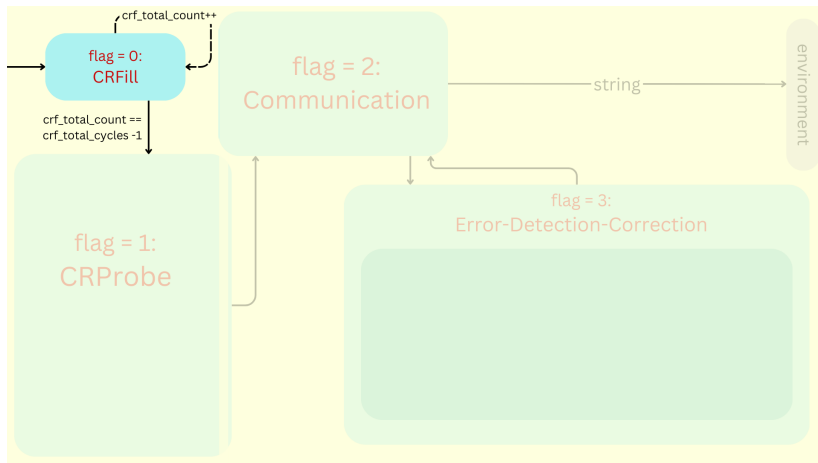 crf_total_count++
flag = 0:
CRFill
crf_total_count ==
crf_total_cycles -1
flag = 2:
Communication
string
environment
flag = 1:
CRProbe
flag = 3:
Error-Detection-Correction